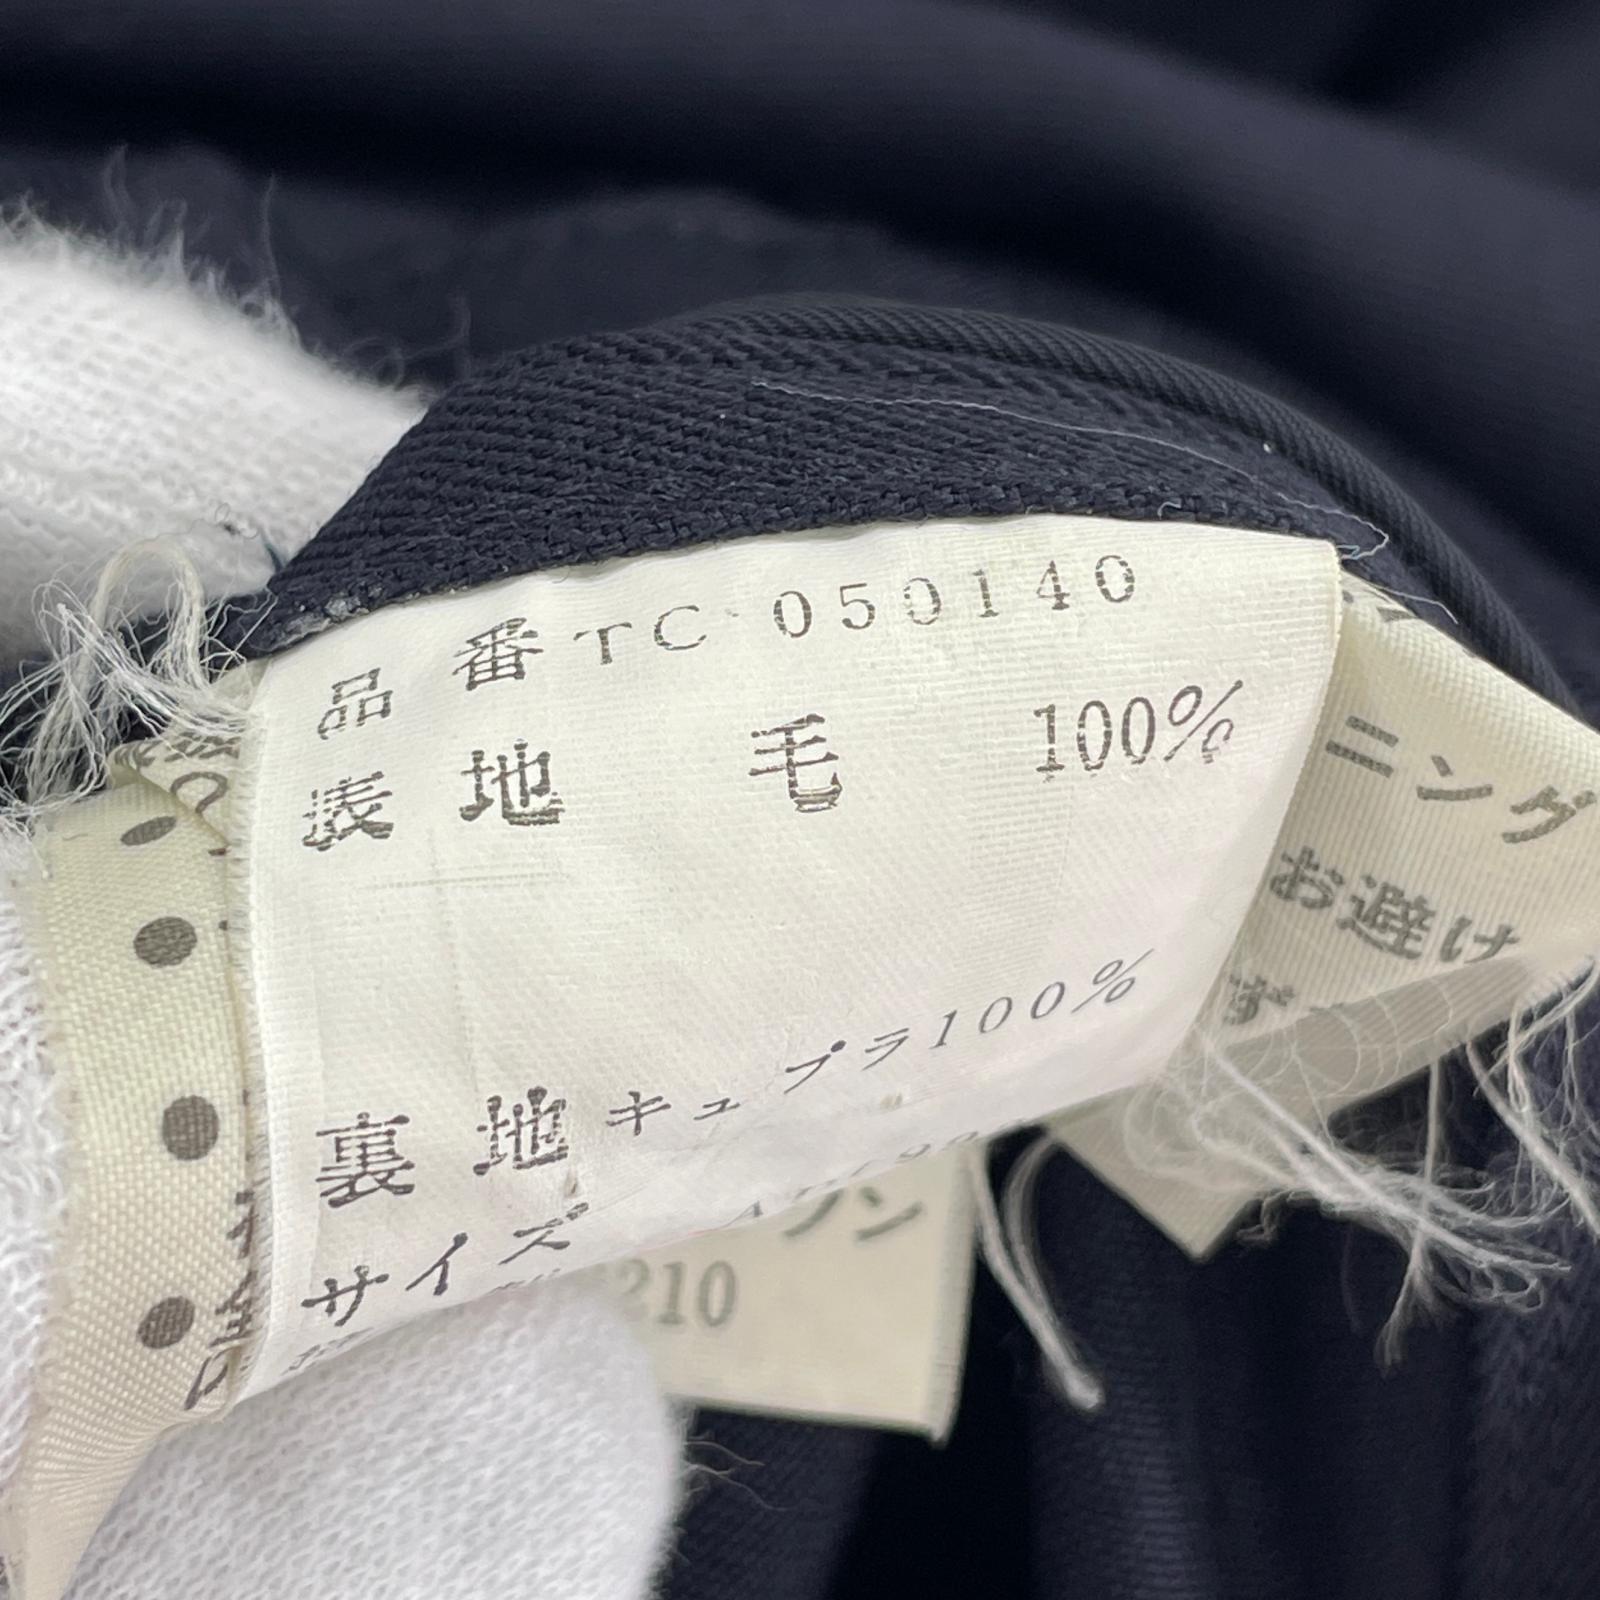 品番 TC 050140
表地 毛 100%
裏地 キュプラ100%
サイズ
ニング
お避け
210